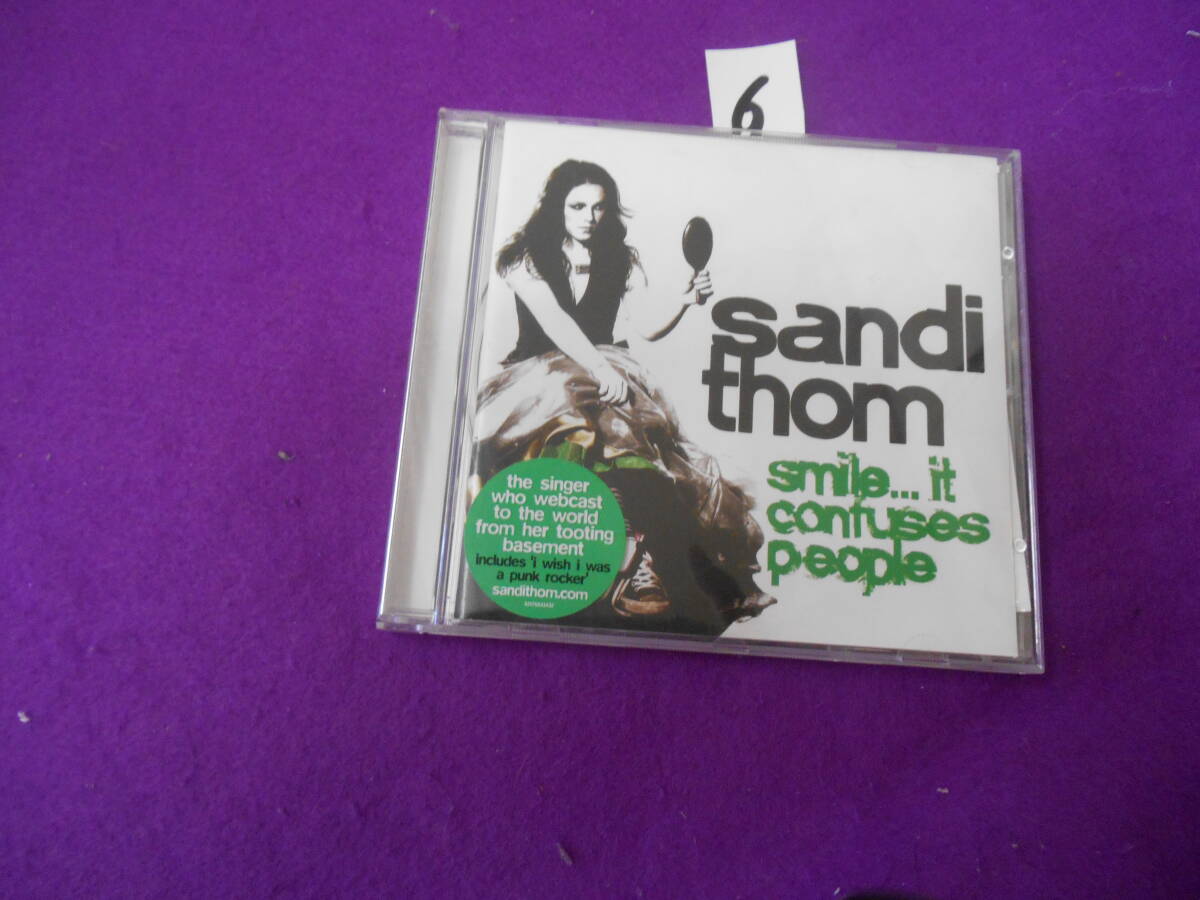 6
sandi
thom
smile... it
confuses
people
the singer
who webcast
to the world
from her tooting
basement
includes 'i wish i was
a punk rocker'
sandithom.com